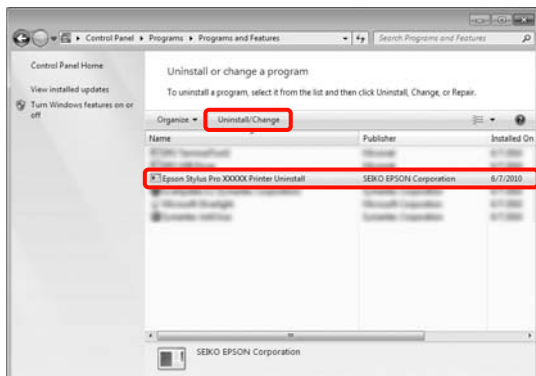 Control Panel ▸ Programs ▸ Programs and Features
Search Programs and Features
Control Panel Home
View installed updates
Turn Windows features on or
off
Uninstall or change a program
To uninstall a program, select it from the list and then click Uninstall, Change, or Repair.
Organize Uninstall/Change
Name Publisher Installed On
Epson Stylus Pro XXXXX Printer Uninstall SEIKO EPSON Corporation 6/7/2010
SEIKO EPSON Corporation